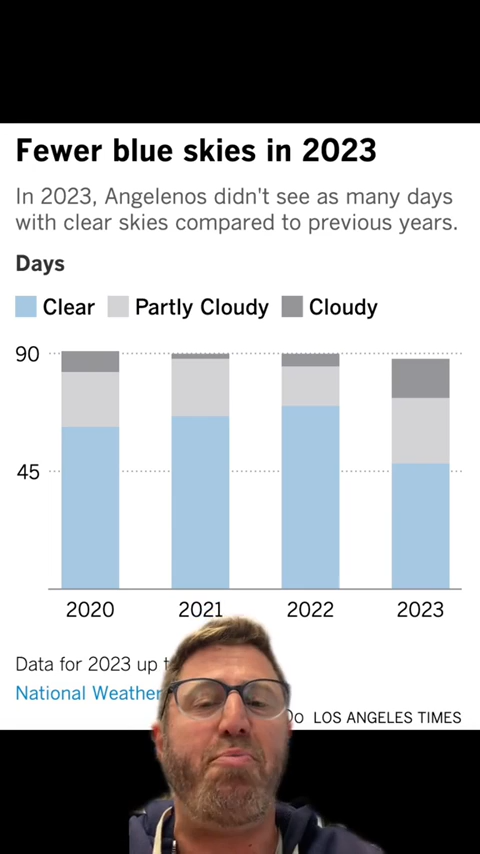 Fewer blue skies in 2023
In 2023, Angelenos didn't see as many days
with clear skies compared to previous years.
Days
Clear Partly Cloudy Cloudy
90
45
2020 2021 2022 2023
Data for 2023 up
National Weather
LOS ANGELES TIMES